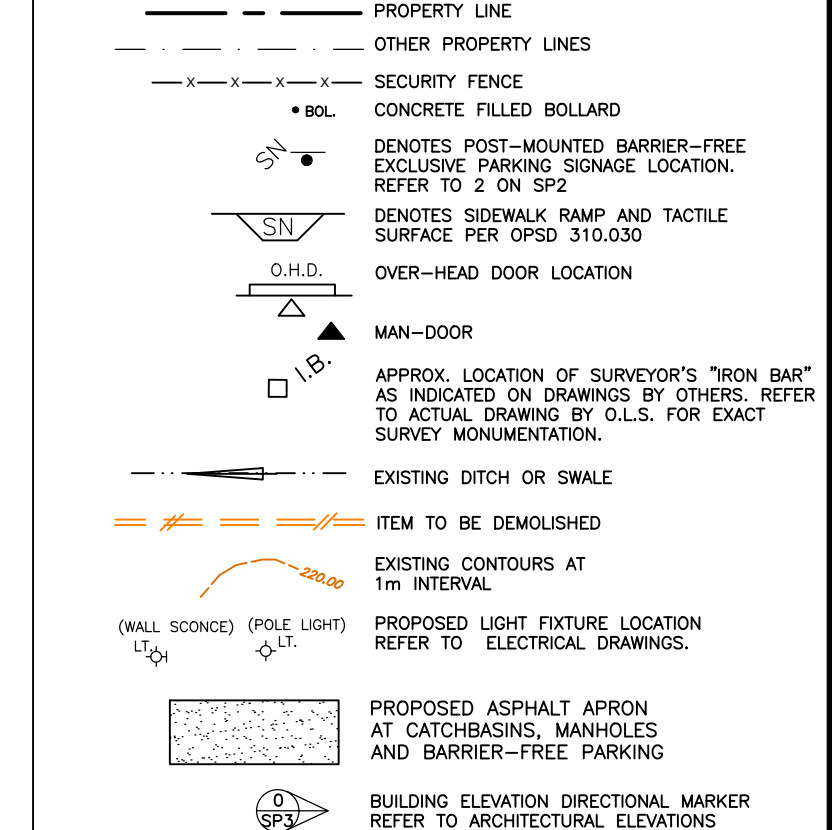 PROPERTY LINE
OTHER PROPERTY LINES
X X X X SECURITY FENCE
BOL. CONCRETE FILLED BOLLARD
SN DENOTES POST-MOUNTED BARRIER-FREE
EXCLUSIVE PARKING SIGNAGE LOCATION.
REFER TO 2 ON SP2
SN DENOTES SIDEWALK RAMP AND TACTILE
SURFACE PER OPSD 310.030
O.H.D. OVER-HEAD DOOR LOCATION
MAN-DOOR
I.B. APPROX. LOCATION OF SURVEYOR'S "IRON BAR"
AS INDICATED ON DRAWINGS BY OTHERS. REFER
TO ACTUAL DRAWING BY O.L.S. FOR EXACT
SURVEY MONUMENTATION.
EXISTING DITCH OR SWALE
ITEM TO BE DEMOLISHED
220.00 EXISTING CONTOURS AT
1m INTERVAL
(WALL SCONCE) (POLE LIGHT) PROPOSED LIGHT FIXTURE LOCATION
LT. LT. REFER TO ELECTRICAL DRAWINGS.
PROPOSED ASPHALT APRON
AT CATCHBASINS, MANHOLES
AND BARRIER-FREE PARKING
0 BUILDING ELEVATION DIRECTIONAL MARKER
SP3 REFER TO ARCHITECTURAL ELEVATIONS